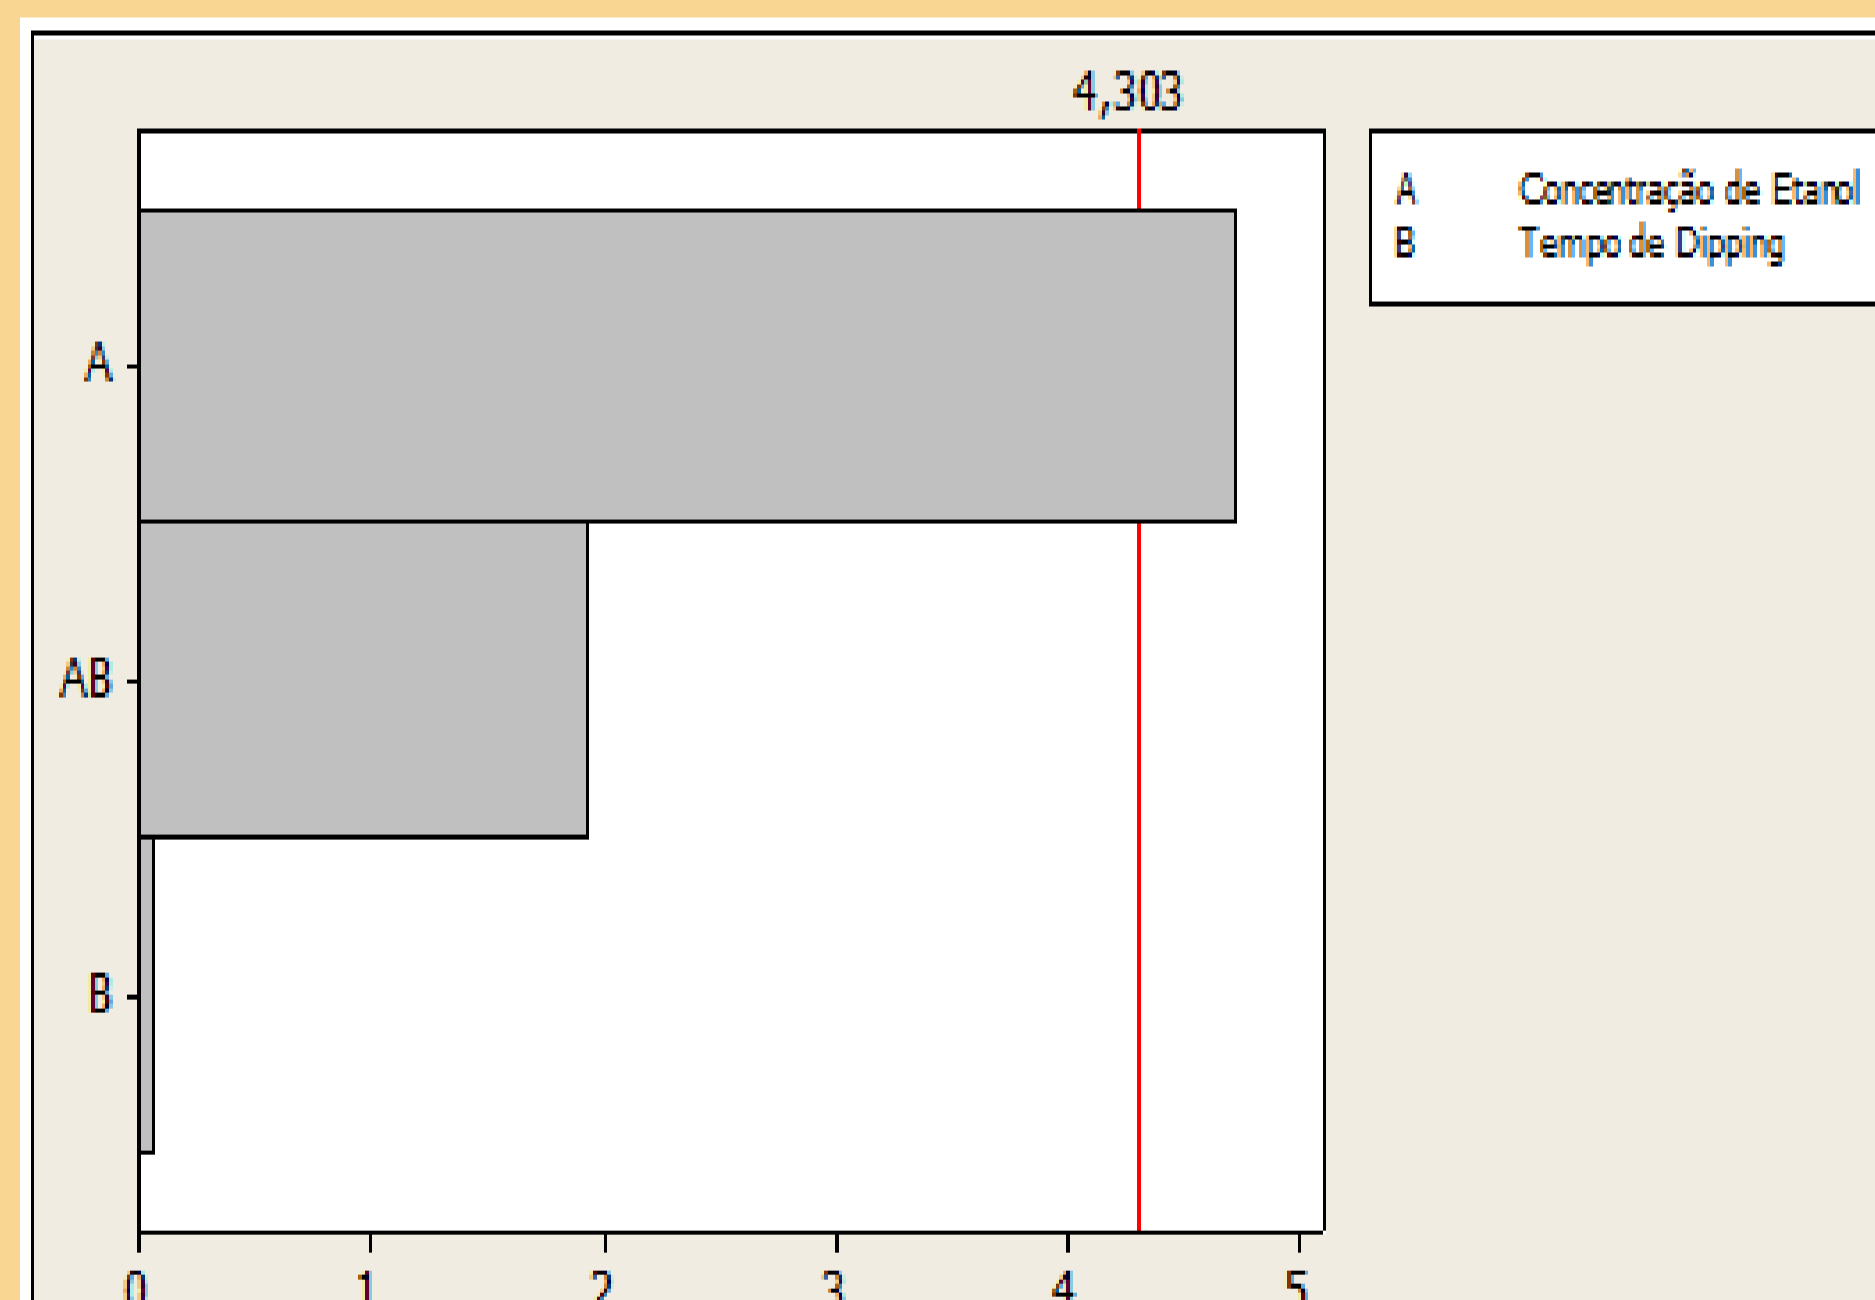 4,303
A Concentração de Etanol
B Tempo de Dipping
A
AB
B
0 1 2 3 4 5